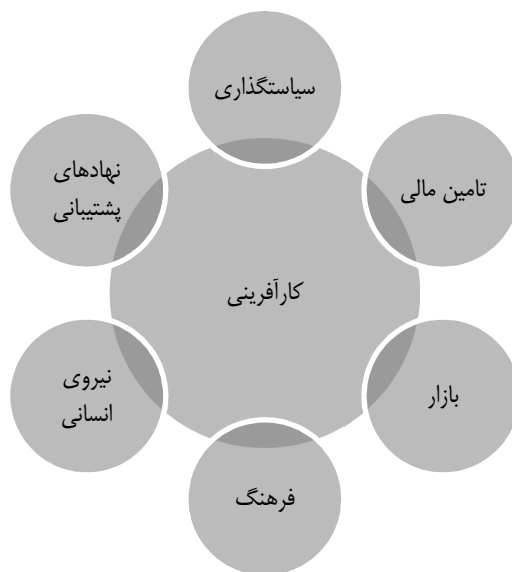 سیاستگذاری
تامین مالی
نهادهای
پشتیبانی
کارآفرینی
بازار
نیروی
انسانی
فرهنگ